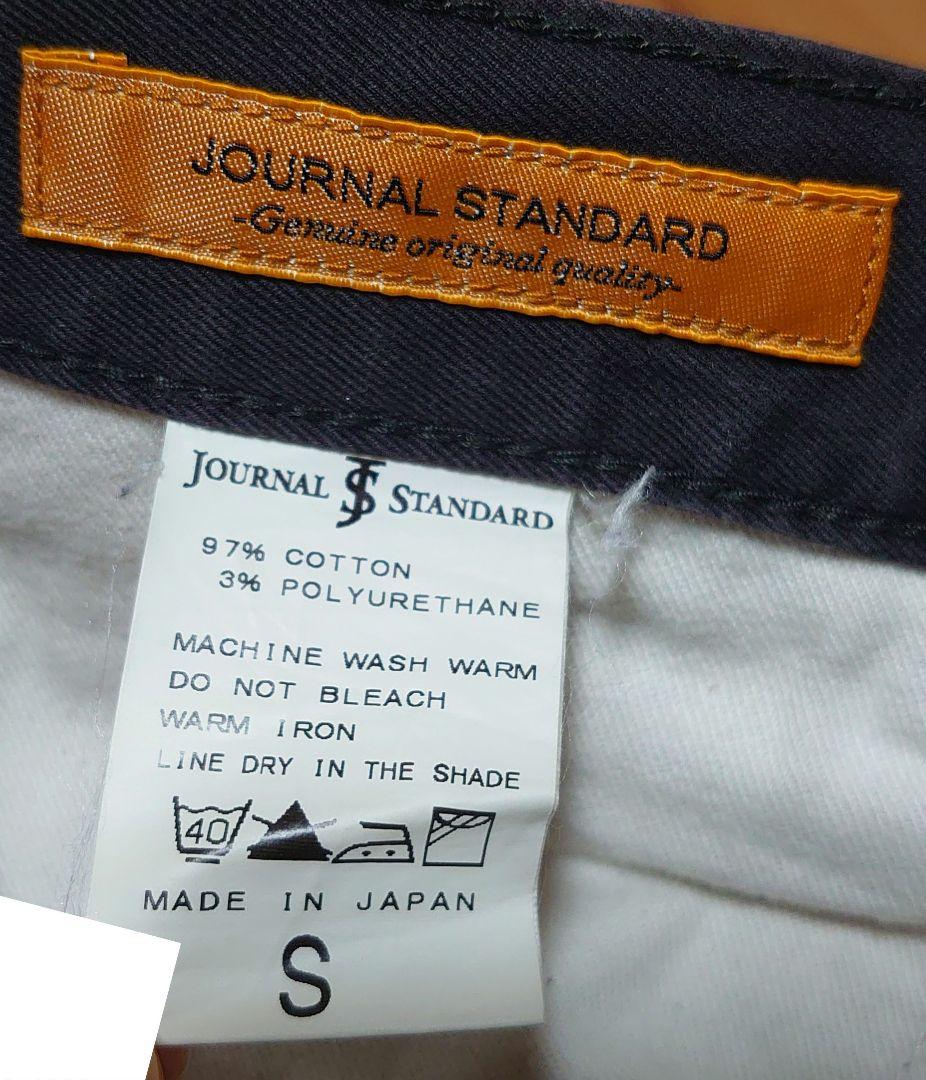 JOURNAL STANDARD
-Genuine original quality-
JOURNAL JS STANDARD
97% COTTON
3% POLYURETHANE
MACHINE WASH WARM
DO NOT BLEACH
WARM IRON
LINE DRY IN THE SHADE
40
MADE IN JAPAN
S